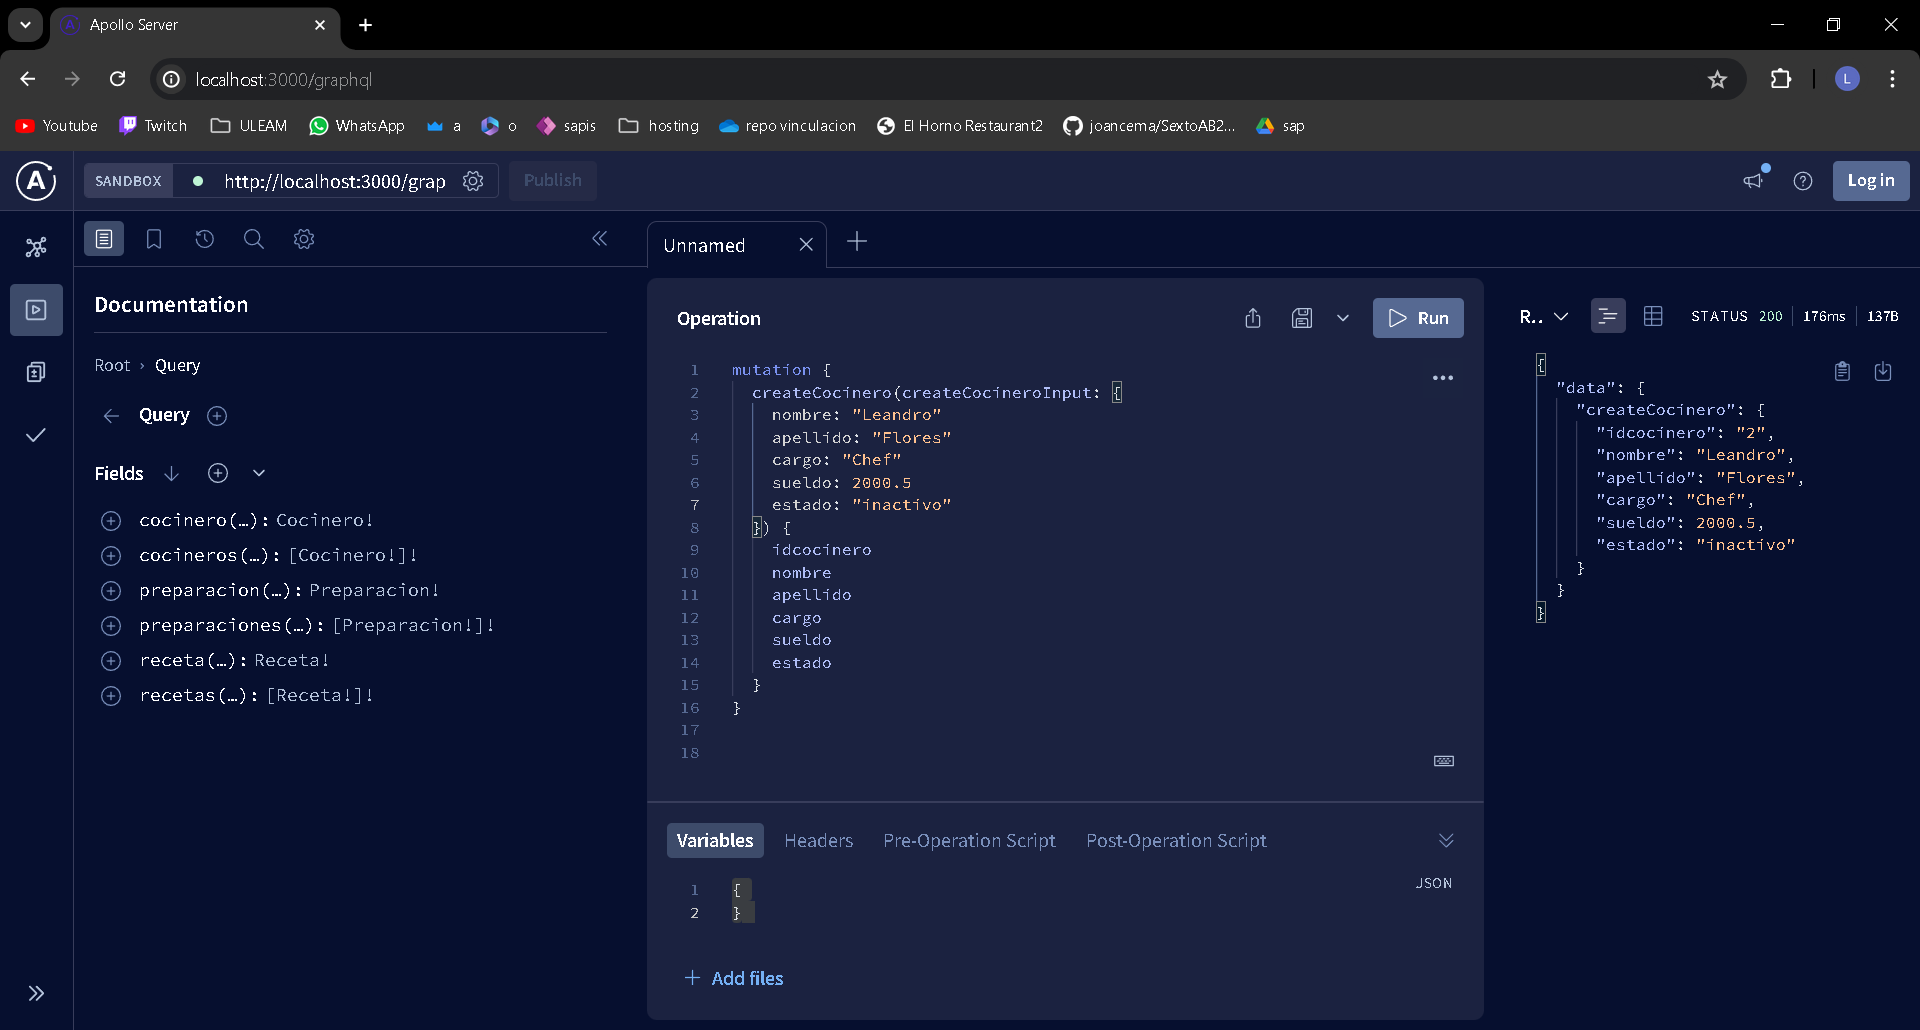 Apollo Server
localhost:3000/graphql
L
Youtube
Twitch
ULEAM
WhatsApp
a
o
sapis
hosting
repo vinculacion
El Horno Restaurant2
joancema/SextoAB2...
sap
SANDBOX
http://localhost:3000/grap
Publish
Log in
Documentation
Root › Query
Query
Fields
cocinero(…): Cocinero!
cocineros(…): [Cocinero!]!
preparacion(…): Preparacion!
preparaciones(…): [Preparacion!]!
receta(…): Receta!
recetas(…): [Receta!]!
Unnamed
Operation
Run
1 mutation {
2 createCocinero(createCocineroInput: {
3 nombre: "Leandro"
4 apellido: "Flores"
5 cargo: "Chef"
6 sueldo: 2000.5
7 estado: "inactivo"
8 }) {
9 idcocinero
10 nombre
11 apellido
12 cargo
13 sueldo
14 estado
15 }
16 }
17
18
Variables
Headers
Pre-Operation Script
Post-Operation Script
JSON
1 {
2 }
Add files
R..
STATUS 200
176ms
137B
{
"data": {
"createCocinero": {
"idcocinero": "2",
"nombre": "Leandro",
"apellido": "Flores",
"cargo": "Chef",
"sueldo": 2000.5,
"estado": "inactivo"
}
}
}